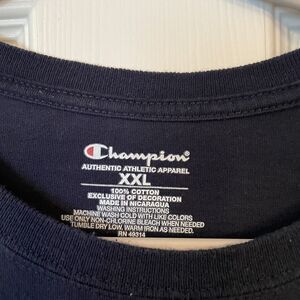 Champion®
AUTHENTIC ATHLETIC APPAREL
XXL
100% COTTON
EXCLUSIVE OF DECORATION
MADE IN NICARAGUA
WASHING INSTRUCTIONS
MACHINE WASH COLD WITH LIKE COLORS
USE ONLY NON-CHLORINE BLEACH WHEN NEEDED
TUMBLE DRY LOW. WARM IRON AS NEEDED.
RN 49314